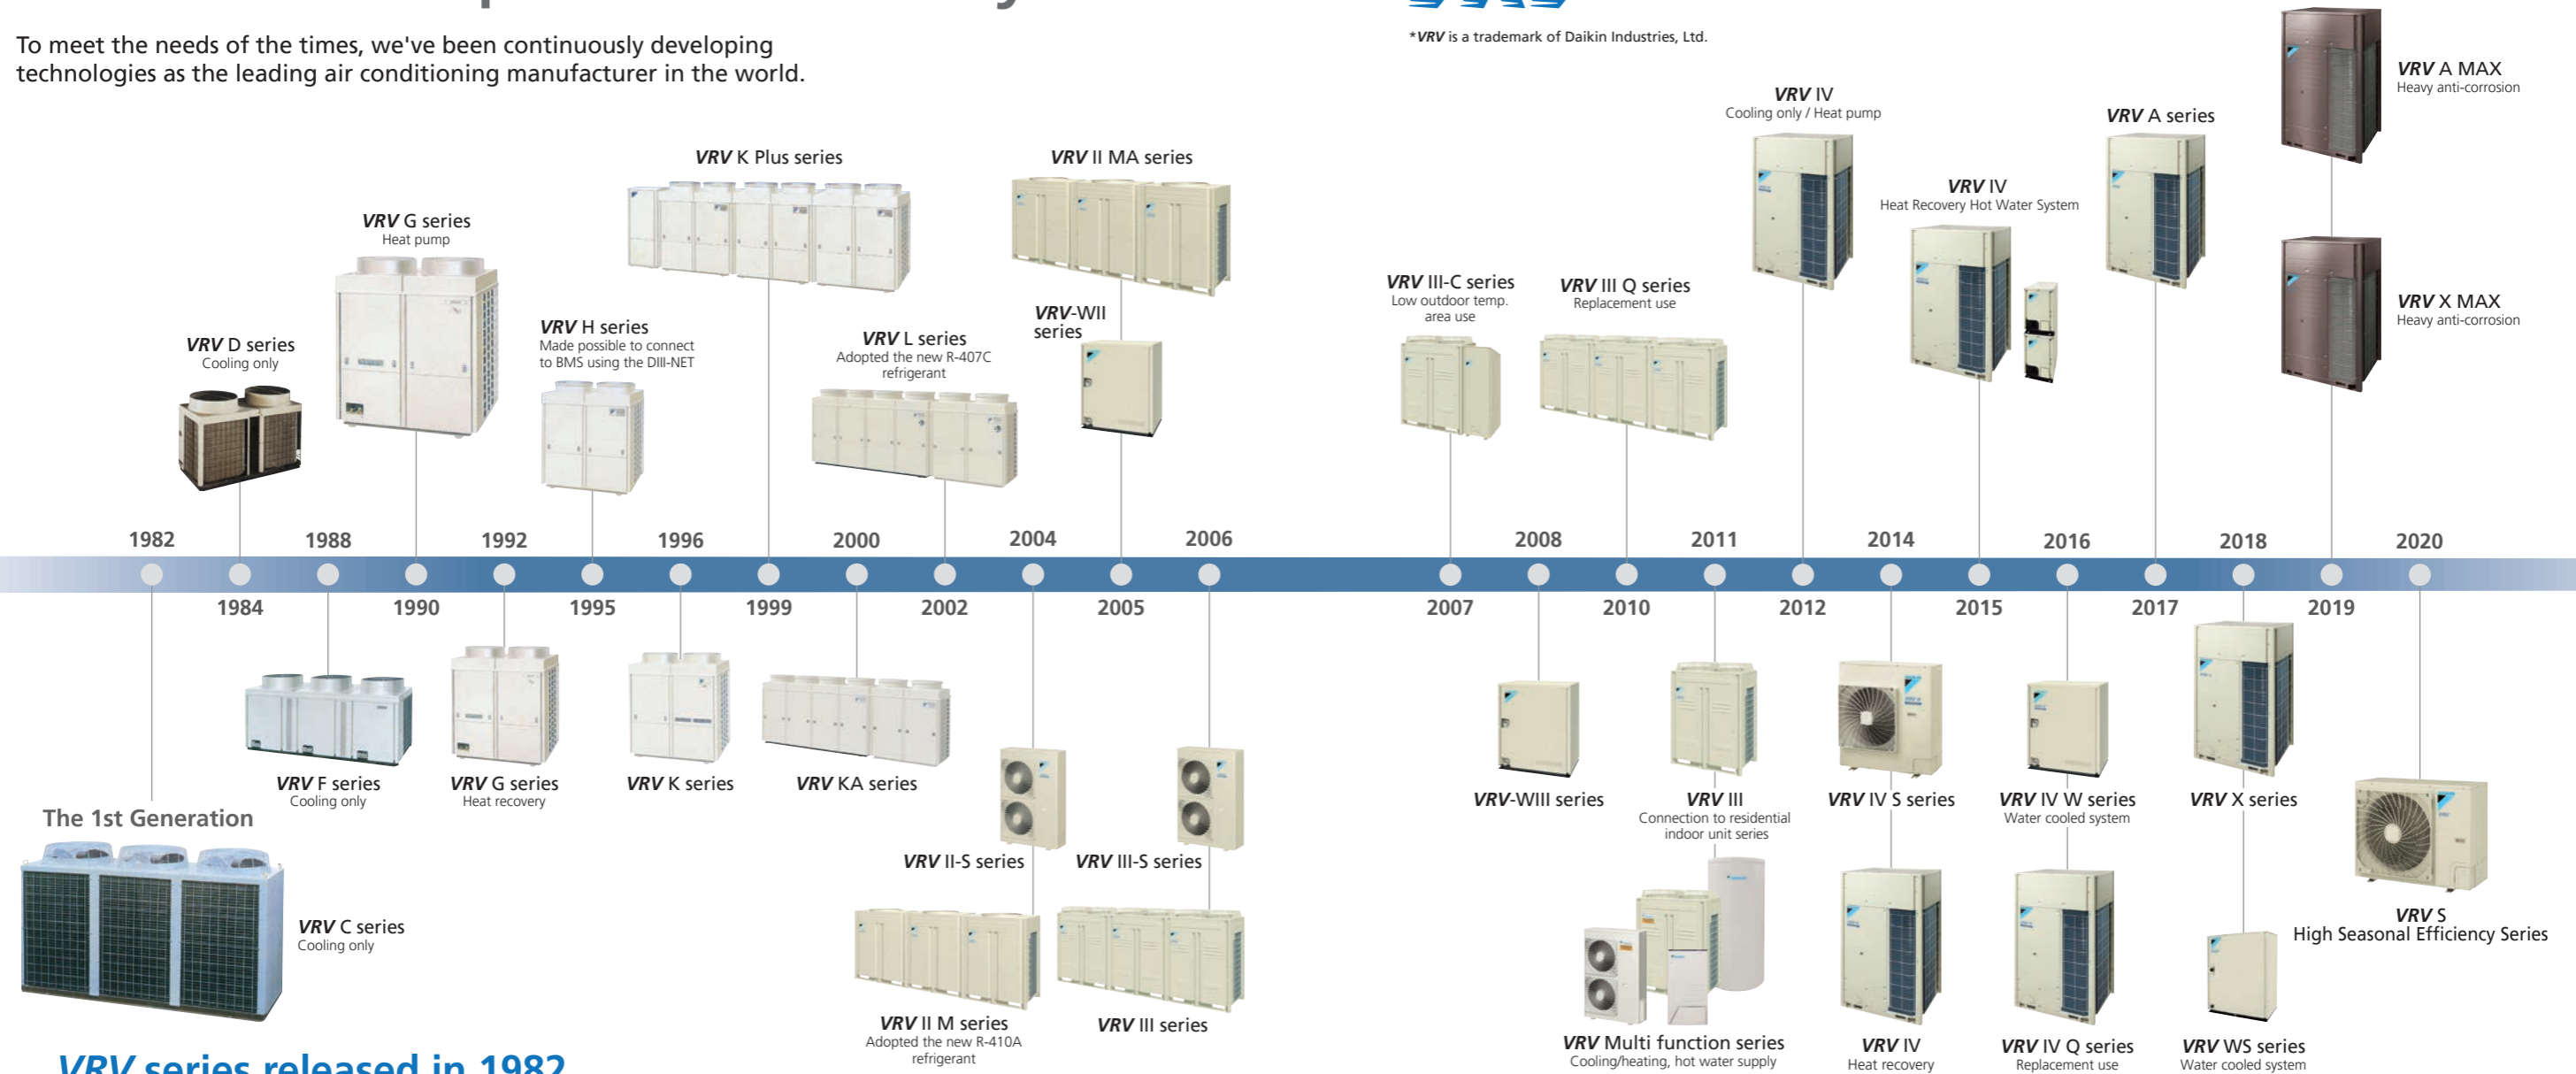 To meet the needs of the times, we've been continuously developing
technologies as the leading air conditioning manufacturer in the world.
*VRV is a trademark of Daikin Industries, Ltd.
VRV D series
Cooling only
VRV G series
Heat pump
VRV H series
Made possible to connect
to BMS using the DIII-NET
VRV K Plus series
VRV L series
Adopted the new R-407C
refrigerant
VRV II MA series
VRV-WII
series
VRV III-C series
Low outdoor temp.
area use
VRV III Q series
Replacement use
VRV IV
Cooling only / Heat pump
VRV IV
Heat Recovery Hot Water System
VRV A series
VRV A MAX
Heavy anti-corrosion
VRV X MAX
Heavy anti-corrosion
1982
1988
1992
1996
2000
2004
2006
2008
2011
2014
2016
2018
2020
1984
1990
1995
1999
2002
2005
2007
2010
2012
2015
2017
2019
The 1st Generation
VRV C series
Cooling only
VRV F series
Cooling only
VRV G series
Heat recovery
VRV K series
VRV KA series
VRV II-S series
VRV II M series
Adopted the new R-410A
refrigerant
VRV III-S series
VRV III series
VRV-WIII series
VRV III
Connection to residential
indoor unit series
VRV Multi function series
Cooling/heating, hot water supply
VRV IV S series
VRV IV
Heat recovery
VRV IV W series
Water cooled system
VRV IV Q series
Replacement use
VRV X series
VRV WS series
Water cooled system
VRV S
High Seasonal Efficiency Series
VRV series released in 1982